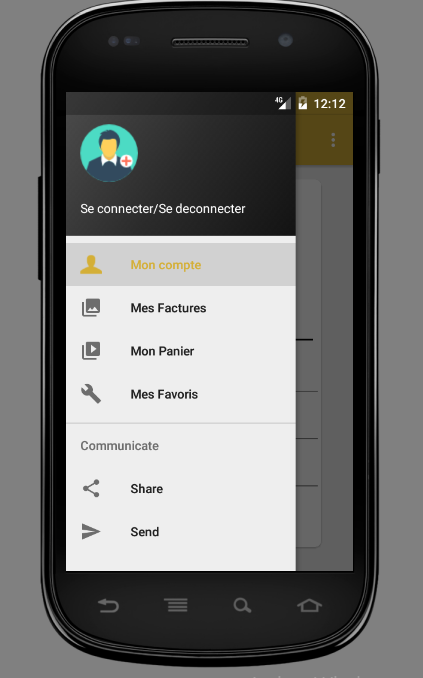 4G 12:12
Se connecter/Se deconnecter
Mon compte
Mes Factures
Mon Panier
Mes Favoris
Communicate
Share
Send